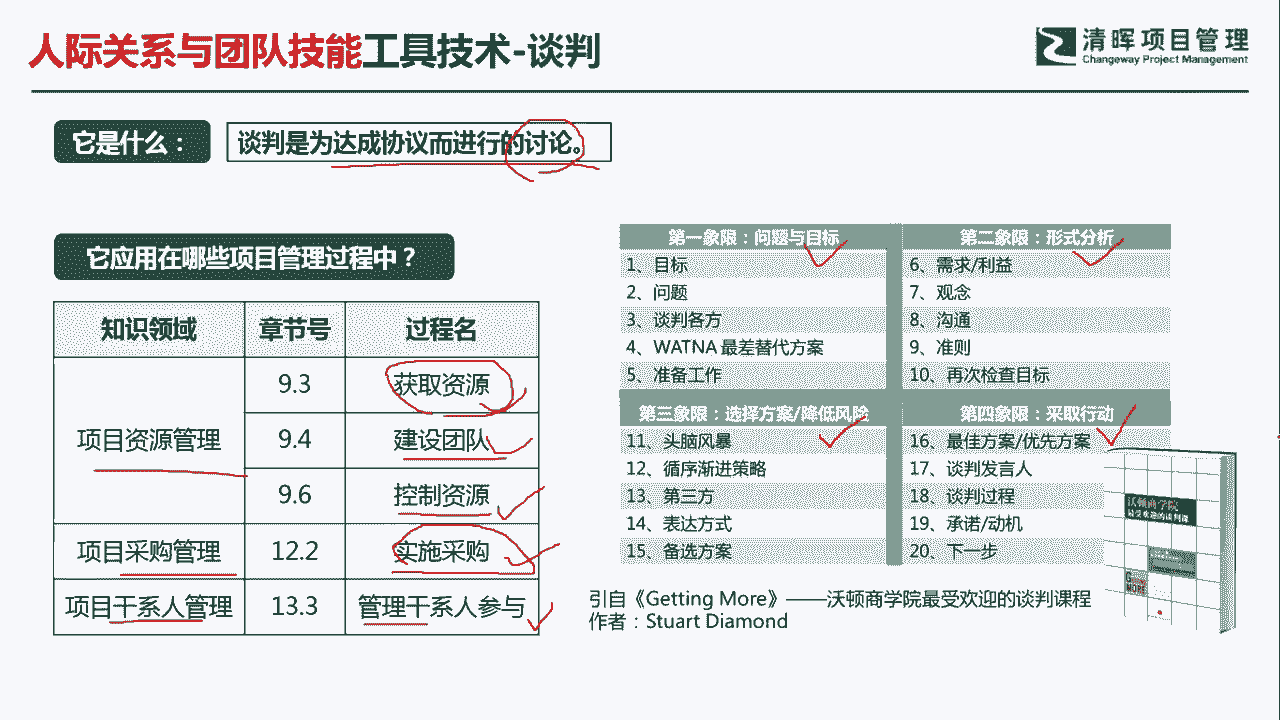 人际关系与团队技能工具技术-谈判
清晖项目管理
Changeway Project Management
它是什么：
谈判是为达成协议而进行的讨论。
它应用在哪些项目管理过程中？
知识领域 章节号 过程名
项目资源管理
9.3 获取资源
9.4 建设团队
9.6 控制资源
项目采购管理 12.2 实施采购
项目干系人管理 13.3 管理干系人参与
第一象限：问题与目标
1、目标
2、问题
3、谈判各方
4、WATNA 最差替代方案
5、准备工作
第二象限：形式分析
6、需求/利益
7、观念
8、沟通
9、准则
10、再次检查目标
第三象限：选择方案/降低风险
11、头脑风暴
12、循序渐进策略
13、第三方
14、表达方式
15、备选方案
第四象限：采取行动
16、最佳方案/优先方案
17、谈判发言人
18、谈判过程
19、承诺/动机
20、下一步
沃顿商学院
最受欢迎的谈判课
引自《Getting More》——沃顿商学院最受欢迎的谈判课程
作者：Stuart Diamond